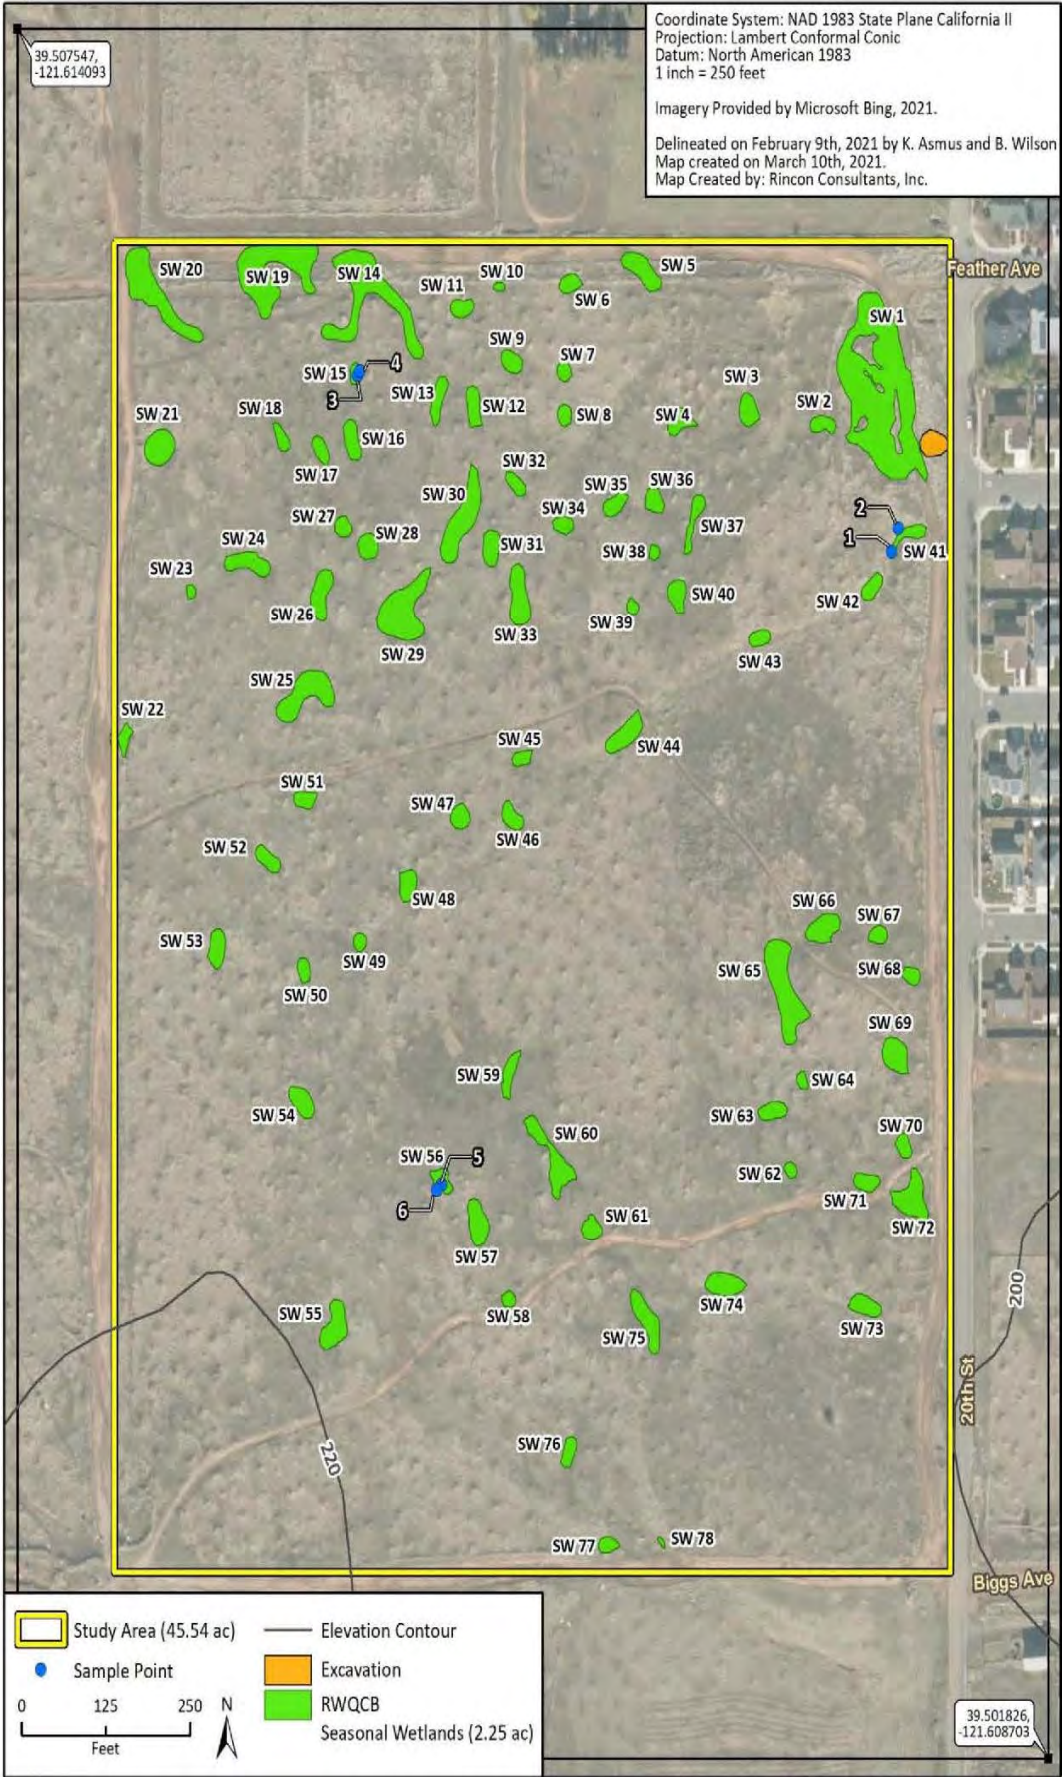 Coordinate System: NAD 1983 State Plane California II
Projection: Lambert Conformal Conic
Datum: North American 1983
1 inch = 250 feet
Imagery Provided by Microsoft Bing, 2021.
Delineated on February 9th, 2021 by K. Asmus and B. Wilson
Map created on March 10th, 2021.
Map Created by: Rincon Consultants, Inc.
39.507547,
-121.614093
SW 20
SW 19
SW 14
SW 11
SW 10
SW 6
SW 5
Feather Ave
SW 1
SW 9
SW 7
SW 15
4
3
SW 13
SW 12
SW 8
SW 3
SW 4
SW 2
SW 21
SW 18
SW 17
SW 16
SW 32
SW 30
SW 35
SW 36
SW 34
SW 37
SW 27
SW 28
SW 31
SW 38
2
1
SW 41
SW 24
SW 23
SW 26
SW 29
SW 33
SW 39
SW 40
SW 42
SW 43
SW 25
SW 22
SW 45
SW 44
SW 51
SW 47
SW 46
SW 52
SW 48
SW 53
SW 49
SW 50
SW 66
SW 67
SW 65
SW 68
SW 69
SW 59
SW 64
SW 63
SW 54
SW 60
SW 70
SW 56
5
6
SW 62
SW 71
SW 72
SW 57
SW 61
SW 55
SW 58
SW 74
SW 75
SW 73
200
20th St
220
SW 76
SW 77
SW 78
Biggs Ave
Study Area (45.54 ac)
Sample Point
0 125 250
Feet
N
Elevation Contour
Excavation
RWQCB
Seasonal Wetlands (2.25 ac)
39.501826,
-121.608703